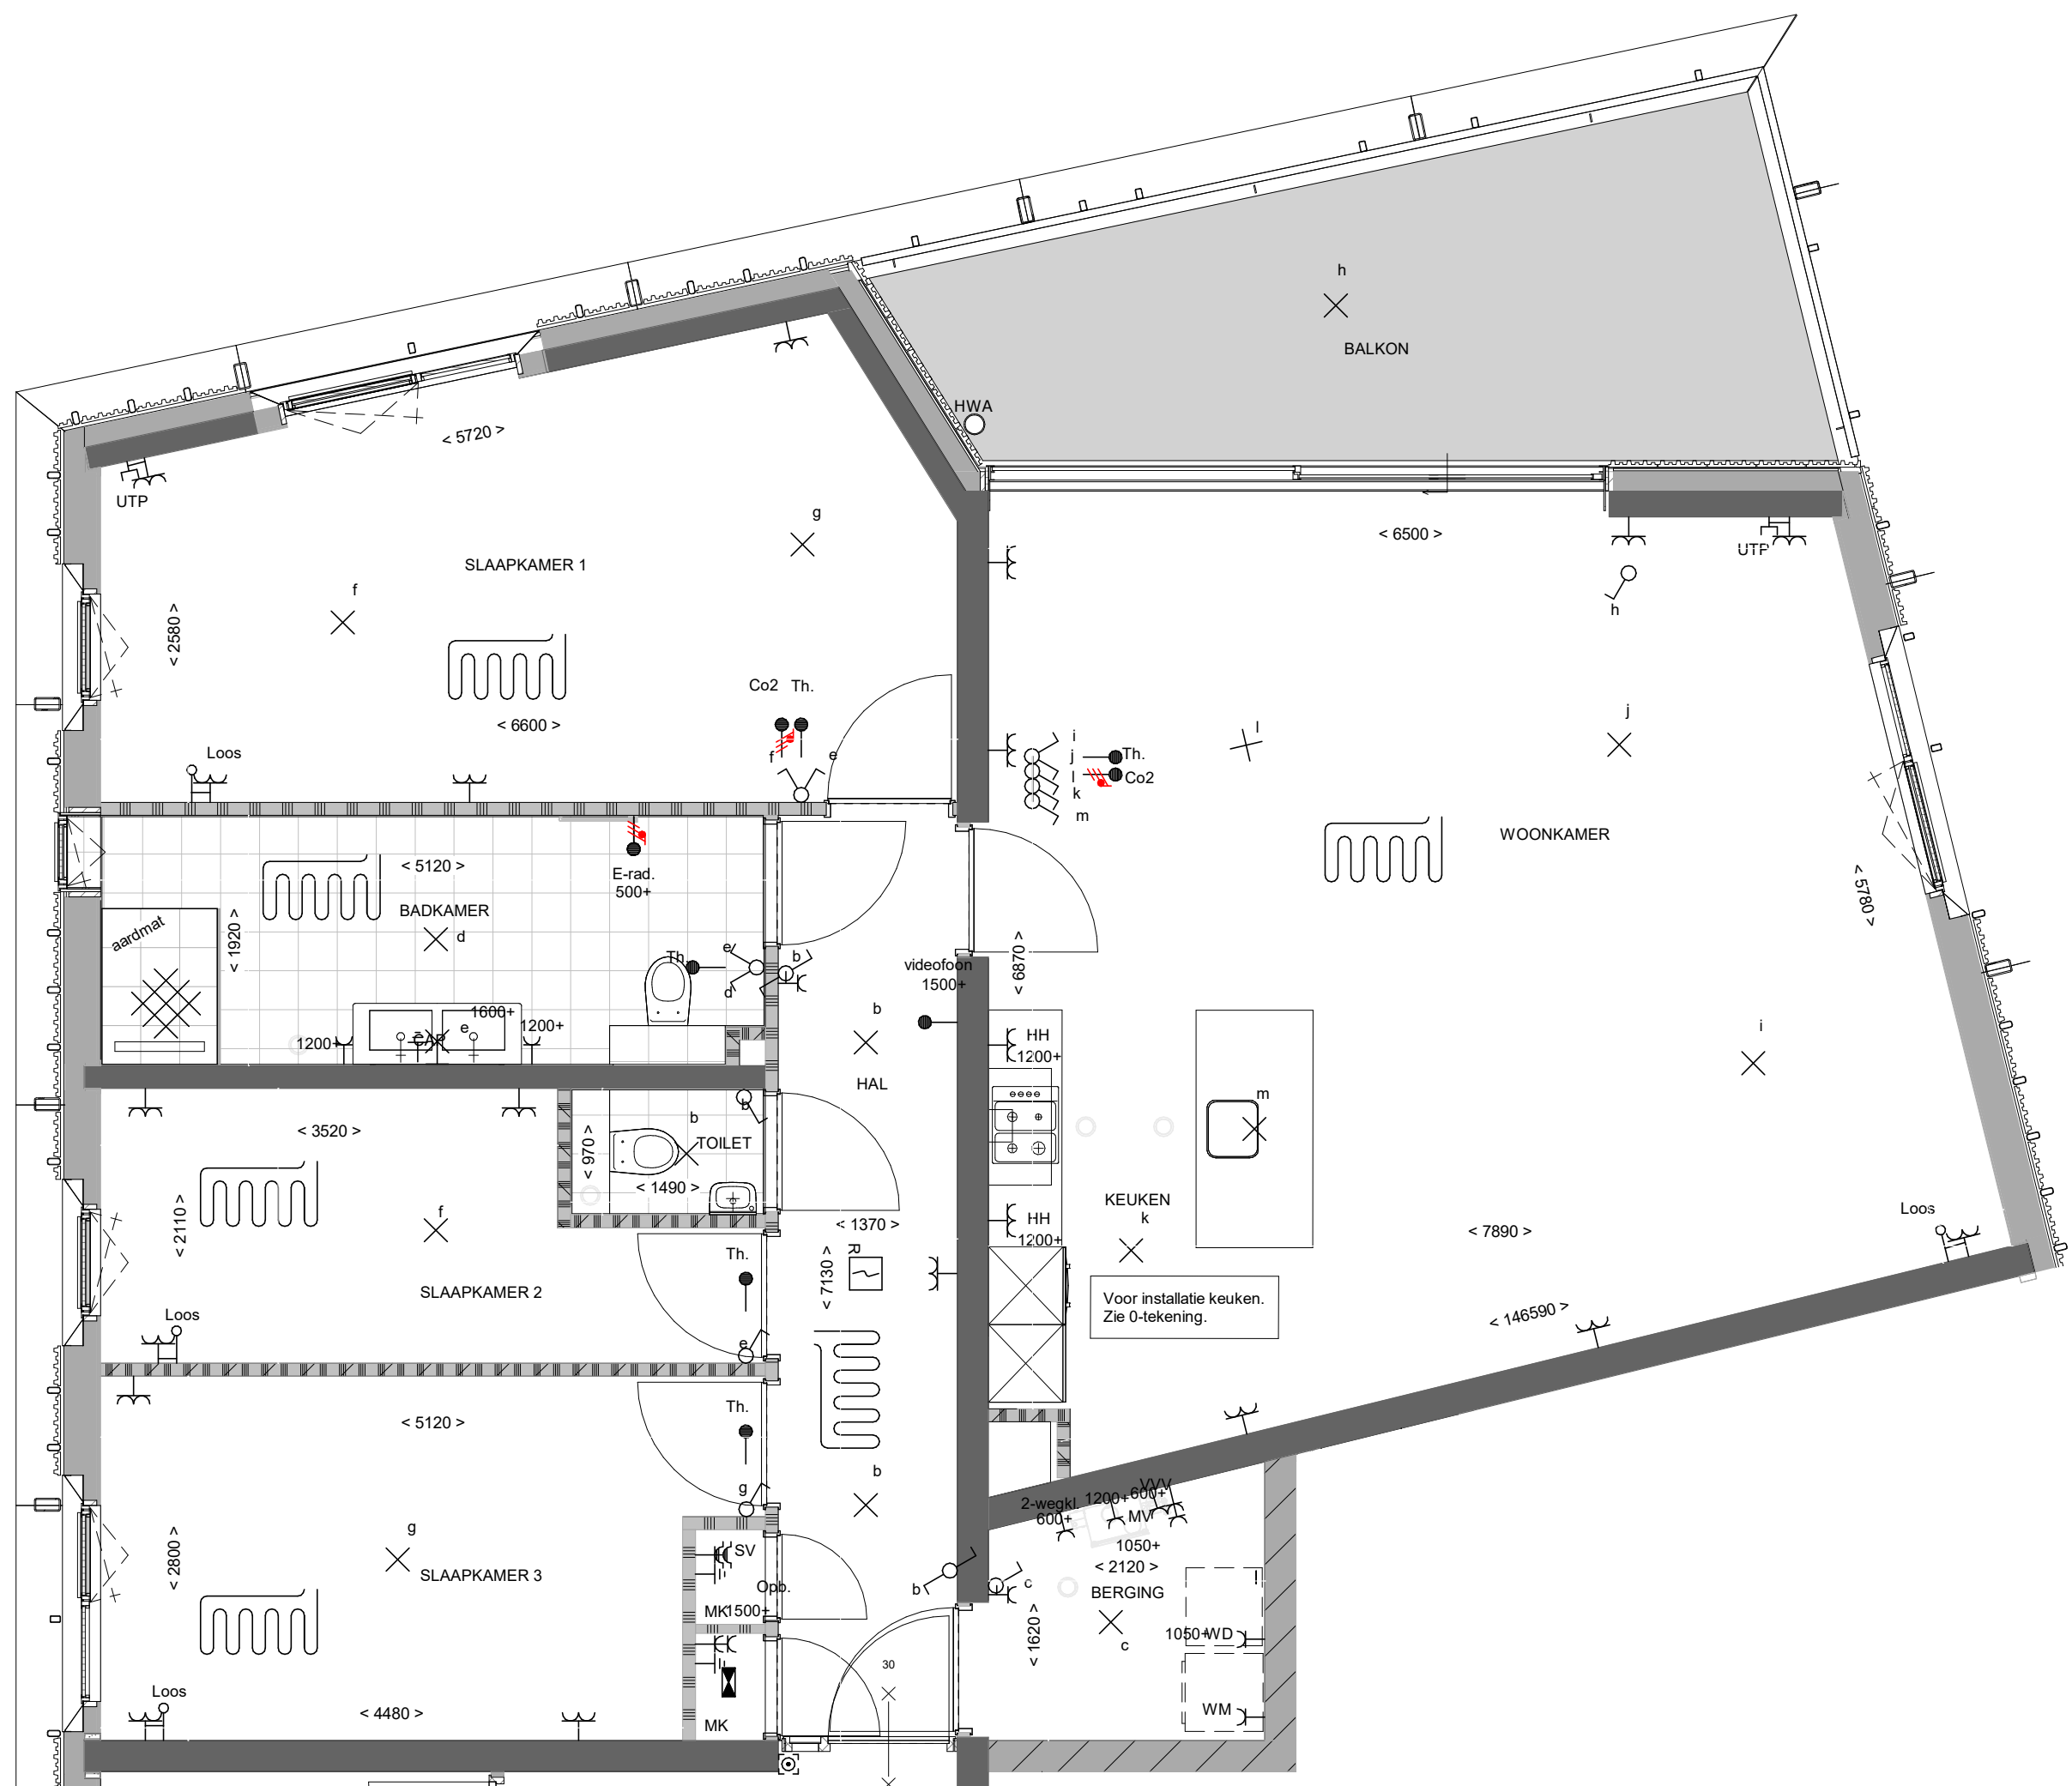 h
BALKON
HWA
< 5720 >
UTP
g
SLAAPKAMER 1
f
< 2580 >
< 6500 >
UTP
h
Co2 Th.
< 6600 >
Loos
f
e
i
j
l
k
m
Th.
Co2
l
j
WOONKAMER
< 5780 >
< 5120 >
E-rad.
500+
BADKAMER
d
aardmat
< 1920 >
Th.
e
d
b
videofoon
1500+
< 6870 >
1600+
1200+
CAP
e
1200+
b
HAL
HH
1200+
i
m
< 3520 >
b
b
TOILET
< 970 >
< 1490 >
< 2110 >
f
SLAAPKAMER 2
Loos
Th.
e
< 1370 >
R
< 7130 >
HH
1200+
KEUKEN
k
Voor installatie keuken.
Zie 0-tekening.
< 7890 >
Loos
< 146590 >
< 5120 >
Th.
g
b
g
SLAAPKAMER 3
< 2800 >
SV
Opb.
MK
1500+
b
2-wegkl.
600+
1200+
VVV
600+
MV
1050+
< 2120 >
BERGING
c
c
< 1620 >
1050+
WD
WM
30
Loos
< 4480 >
MK